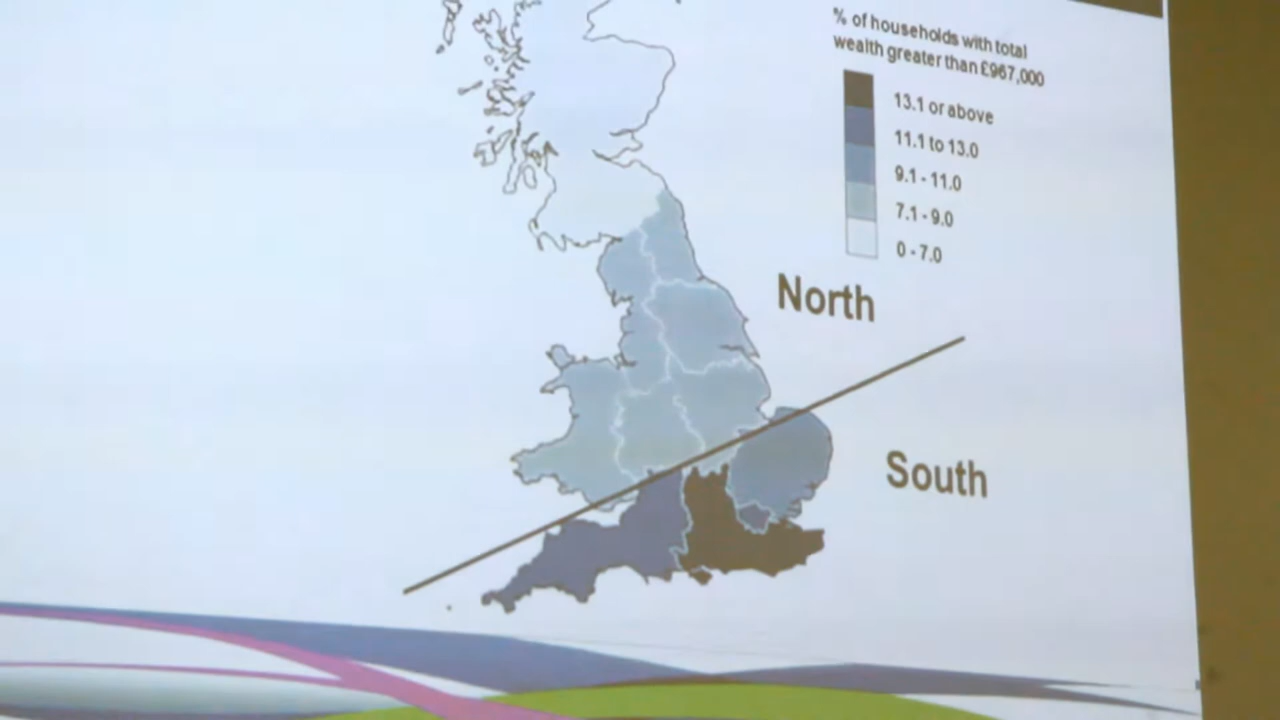 % of households with total
wealth greater than £967,000
13.1 or above
11.1 to 13.0
9.1 - 11.0
7.1 - 9.0
0 - 7.0
North
South